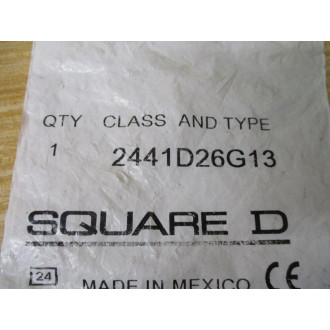 QTY CLASS AND TYPE
1 2441D26G13
SQUARE D
24 MADE IN MEXICO CE